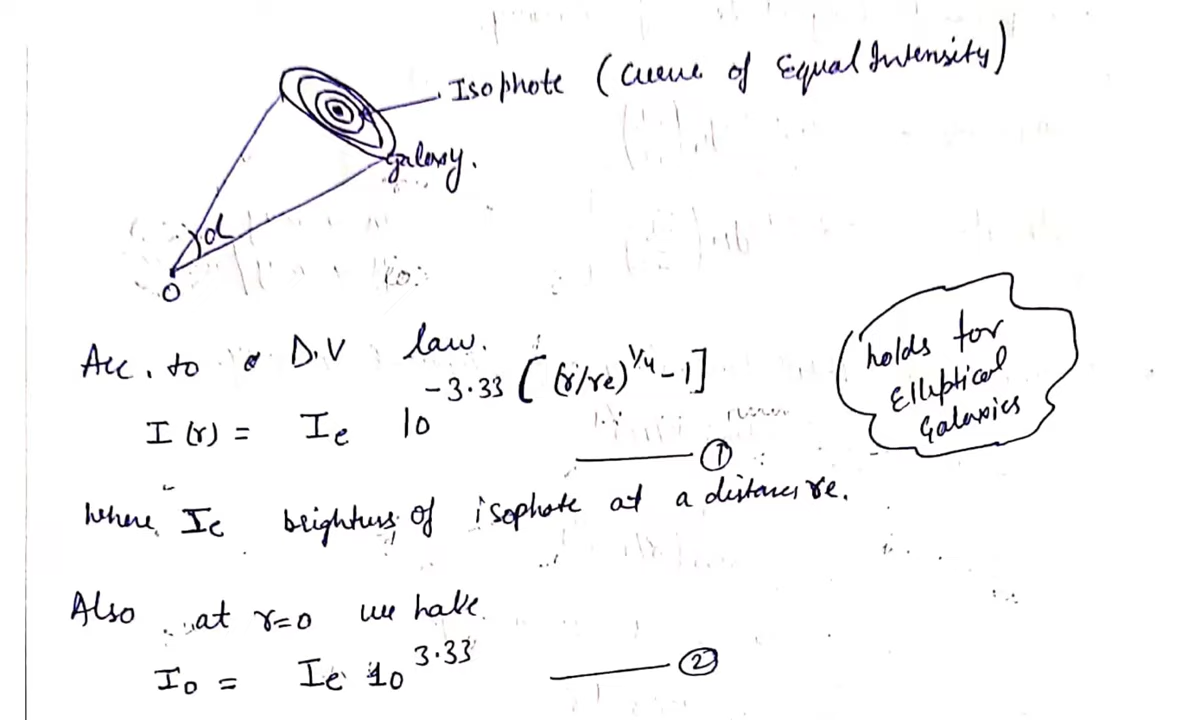 Isophote (Curve of Equal Intensity)
galaxy.
α
O
Acc. to D.V law.
I(r) = Ie 10^{-3.33 [(r/re)^{1/4} - 1]}
①
holds for
Elliptical
Galaxies
where Ie brightness of isophote at a distance re.
Also at r=0 we have
I0 = Ie 10^{3.33}
②